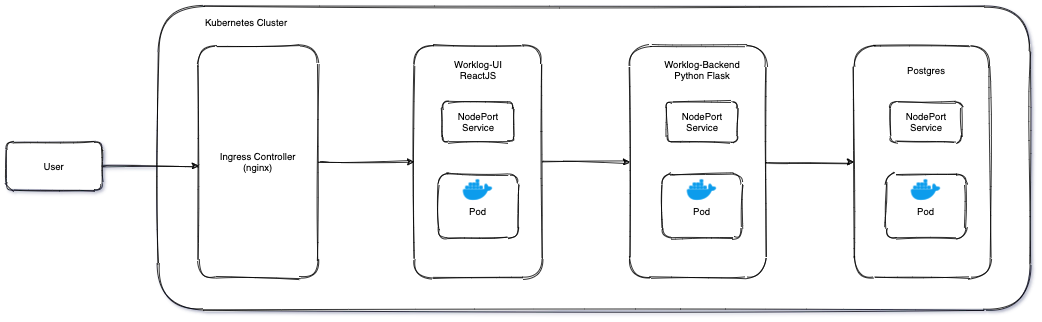 Kubernetes Cluster
User
Ingress Controller
(nginx)
Worklog-UI
ReactJS
NodePort
Service
Pod
Worklog-Backend
Python Flask
NodePort
Service
Pod
Postgres
NodePort
Service
Pod